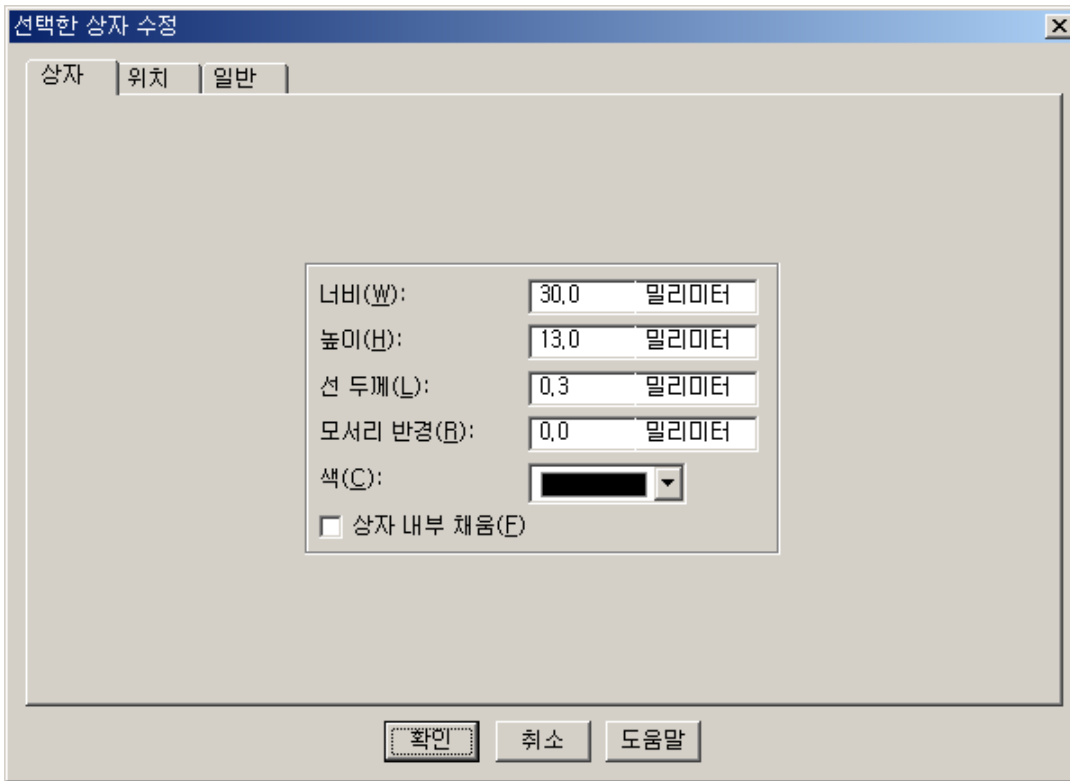 선택한 상자 수정
상자 위치 일반
너비(W): 30.0 밀리미터
높이(H): 13.0 밀리미터
선 두께(L): 0.3 밀리미터
모서리 반경(R): 0.0 밀리미터
색(C):
상자 내부 채움(F)
확인 취소 도움말